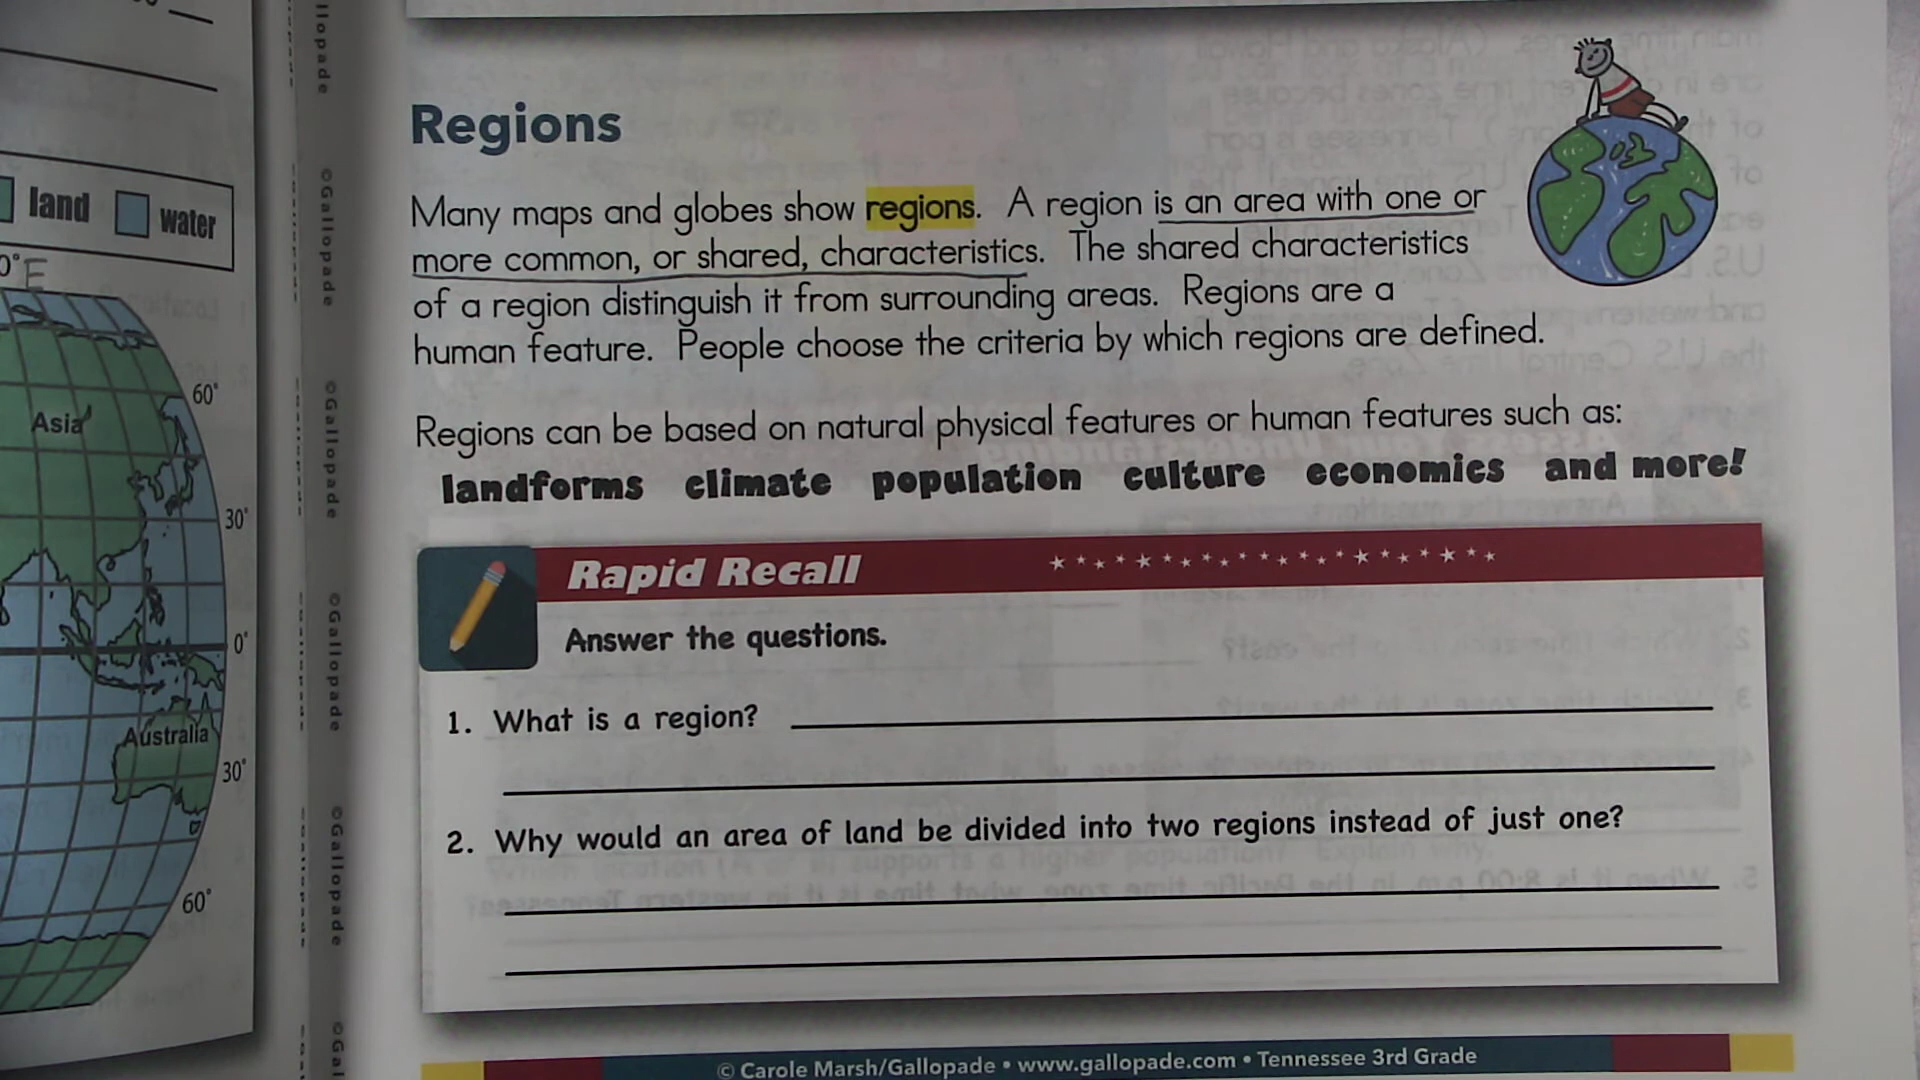 land water
0°E
60°
Asia
30°
0°
Australia
30°
60°
©Gallopade
©Gallopade
©Gallopade
©Gallopade
Regions
Many maps and globes show regions. A region is an area with one or
more common, or shared, characteristics. The shared characteristics
of a region distinguish it from surrounding areas. Regions are a
human feature. People choose the criteria by which regions are defined.
Regions can be based on natural physical features or human features such as:
landforms climate population culture economics and more!
Rapid Recall
Answer the questions.
1. What is a region?
2. Why would an area of land be divided into two regions instead of just one?
© Carole Marsh/Gallopade • www.gallopade.com • Tennessee 3rd Grade